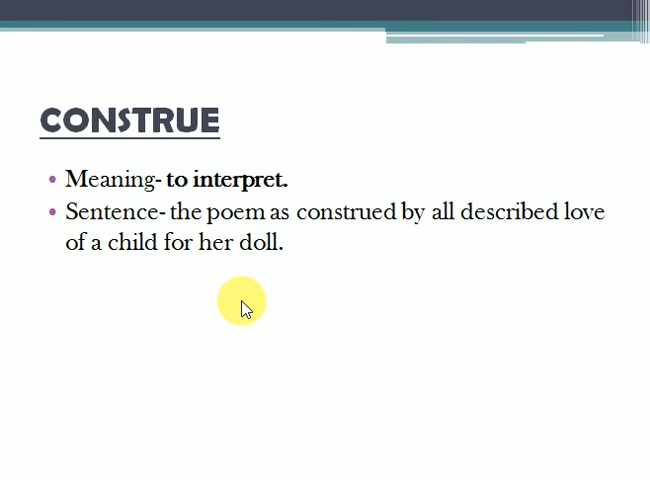 CONSTRUE
• Meaning- to interpret.
• Sentence- the poem as construed by all described love
of a child for her doll.